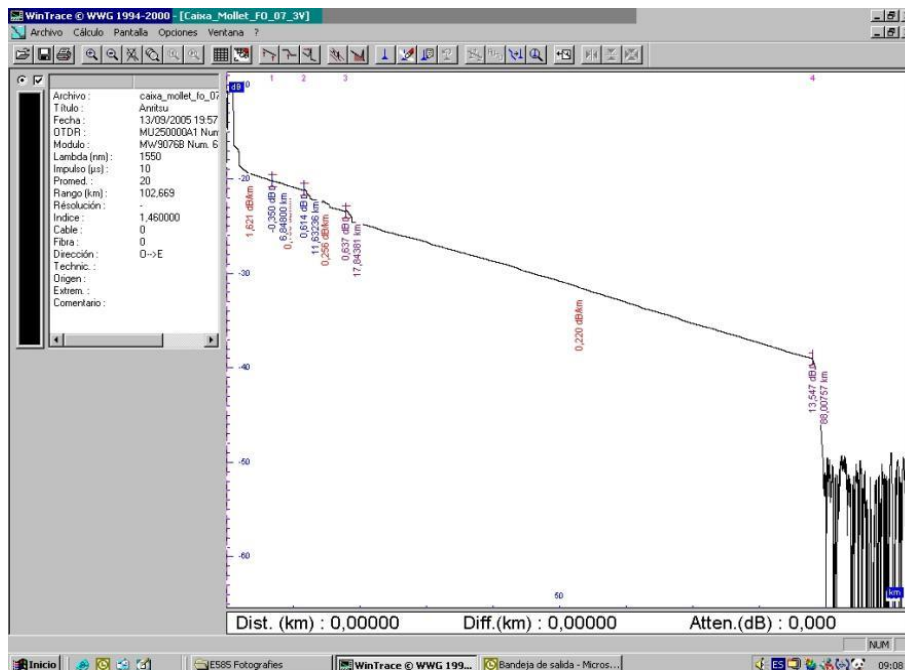 WinTrace © WWG 1994-2000 - [Caixa_Mollet_FO_07_3V]
Archivo Cálculo Pantalla Opciones Ventana ?
Archivo : caixa_mollet_fo_07
Título : Anritsu
Fecha : 13/09/2005 19:57
OTDR : MU250000A1 Num
Modulo : MW9076B Num. 6
Lambda (nm) : 1550
Impulso (µs) : 10
Promed. : 20
Rango (km) : 102,669
Résolución : -
Indice : 1,460000
Cable : 0
Fibra : 0
Dirección : O-->E
Technic. :
Origen :
Extrem. :
Comentario :
dB 0
1 2 3 4
-20
-30
-40
-50
-60
1,621 dB/km
-0,350 dB
6,84800 km
0,614 dB
11,63236 km
0,256 dB/km
0,637 dB
17,84381 km
0,220 dB/km
13,547 dB
88,00757 km
50
km
Dist. (km) : 0,00000 Diff.(km) : 0,00000 Atten.(dB) : 0,000
NUM
Inicio E585 Fotografies WinTrace © WWG 199... Bandeja de salida - Micros... ES 09:08